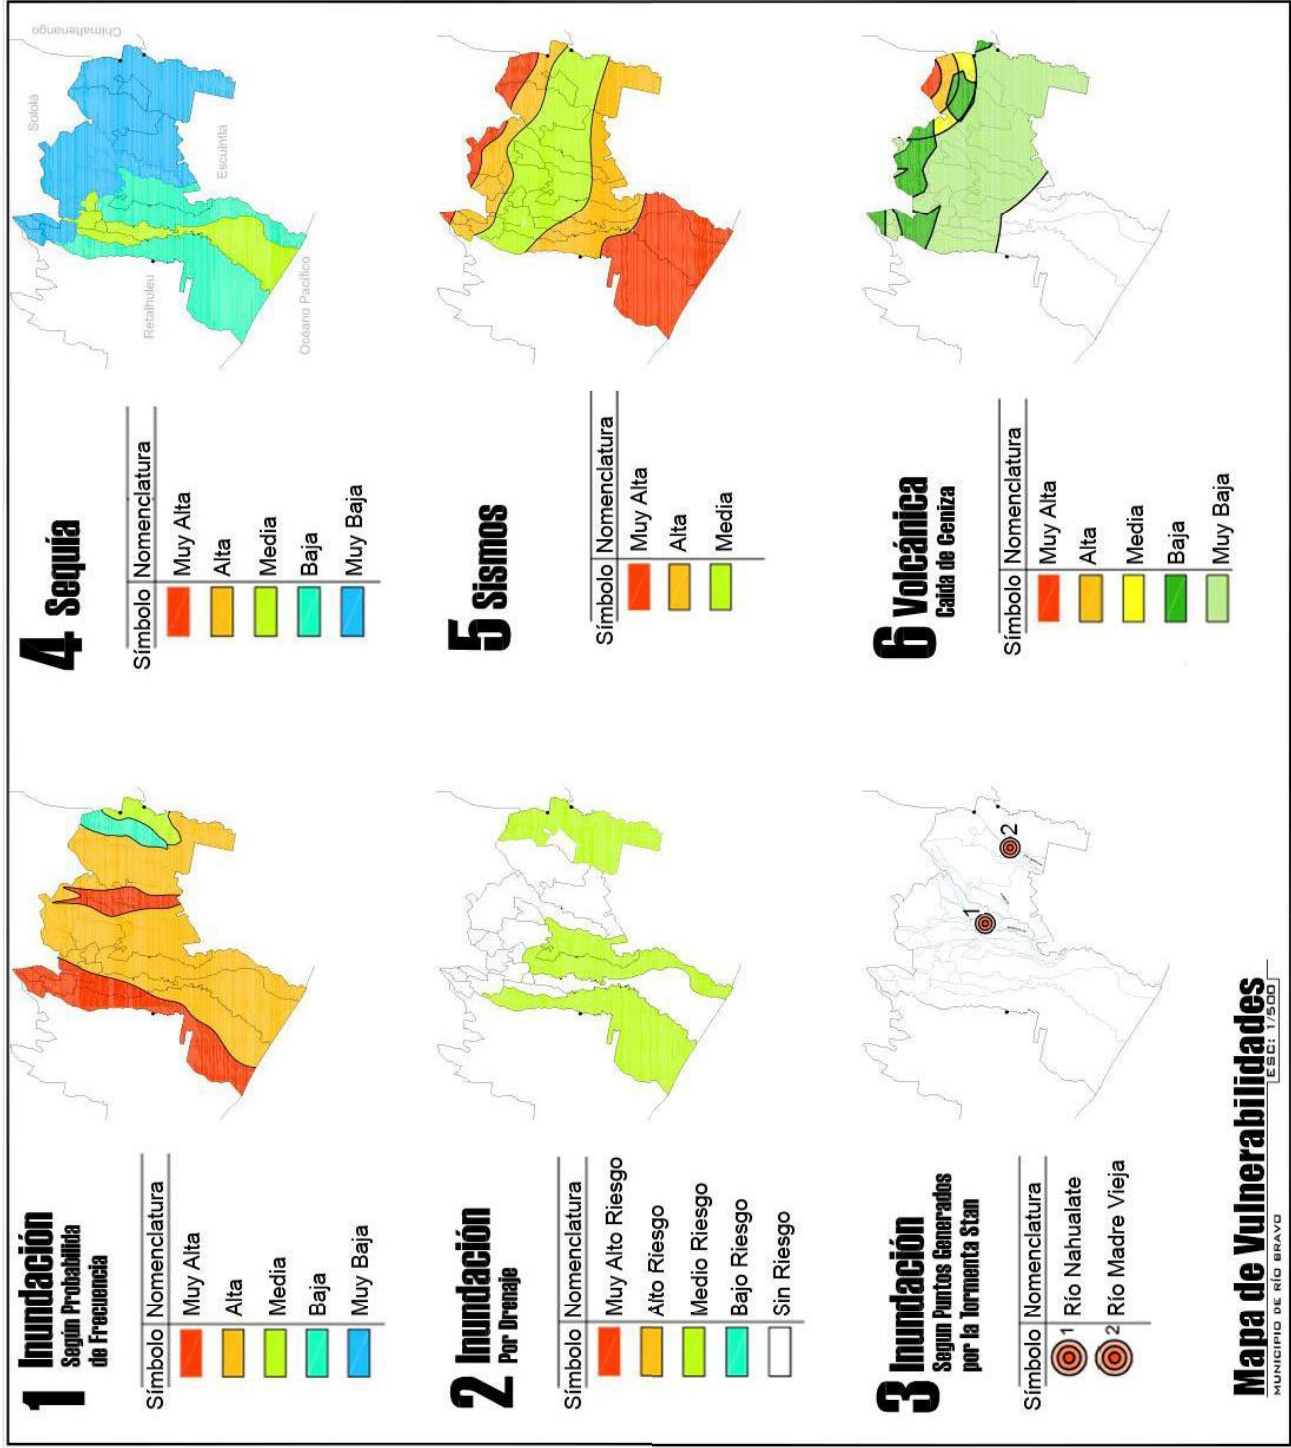 1 Inundación
Según Probabilida
de Frecuencia
Símbolo Nomenclatura
Muy Alta
Alta
Media
Baja
Muy Baja
2 Inundación
Por Drenaje
Símbolo Nomenclatura
Muy Alto Riesgo
Alto Riesgo
Medio Riesgo
Bajo Riesgo
Sin Riesgo
3 Inundación
Segun Puntos Generados
por la Tormenta Stan
Símbolo Nomenclatura
1 Río Nahualate
2 Río Madre Vieja
1
2
4 Sequía
Símbolo Nomenclatura
Muy Alta
Alta
Media
Baja
Muy Baja
Chimaltenango
Sololá
Escuintla
Retalhuleu
Océano Pacífico
5 Sismos
Símbolo Nomenclatura
Muy Alta
Alta
Media
6 Volcánica
Caida de Ceniza
Símbolo Nomenclatura
Muy Alta
Alta
Media
Baja
Muy Baja
Mapa de Vulnerabilidades
MUNICIPIO DE RÍO BRAVO
ESC: 1/500